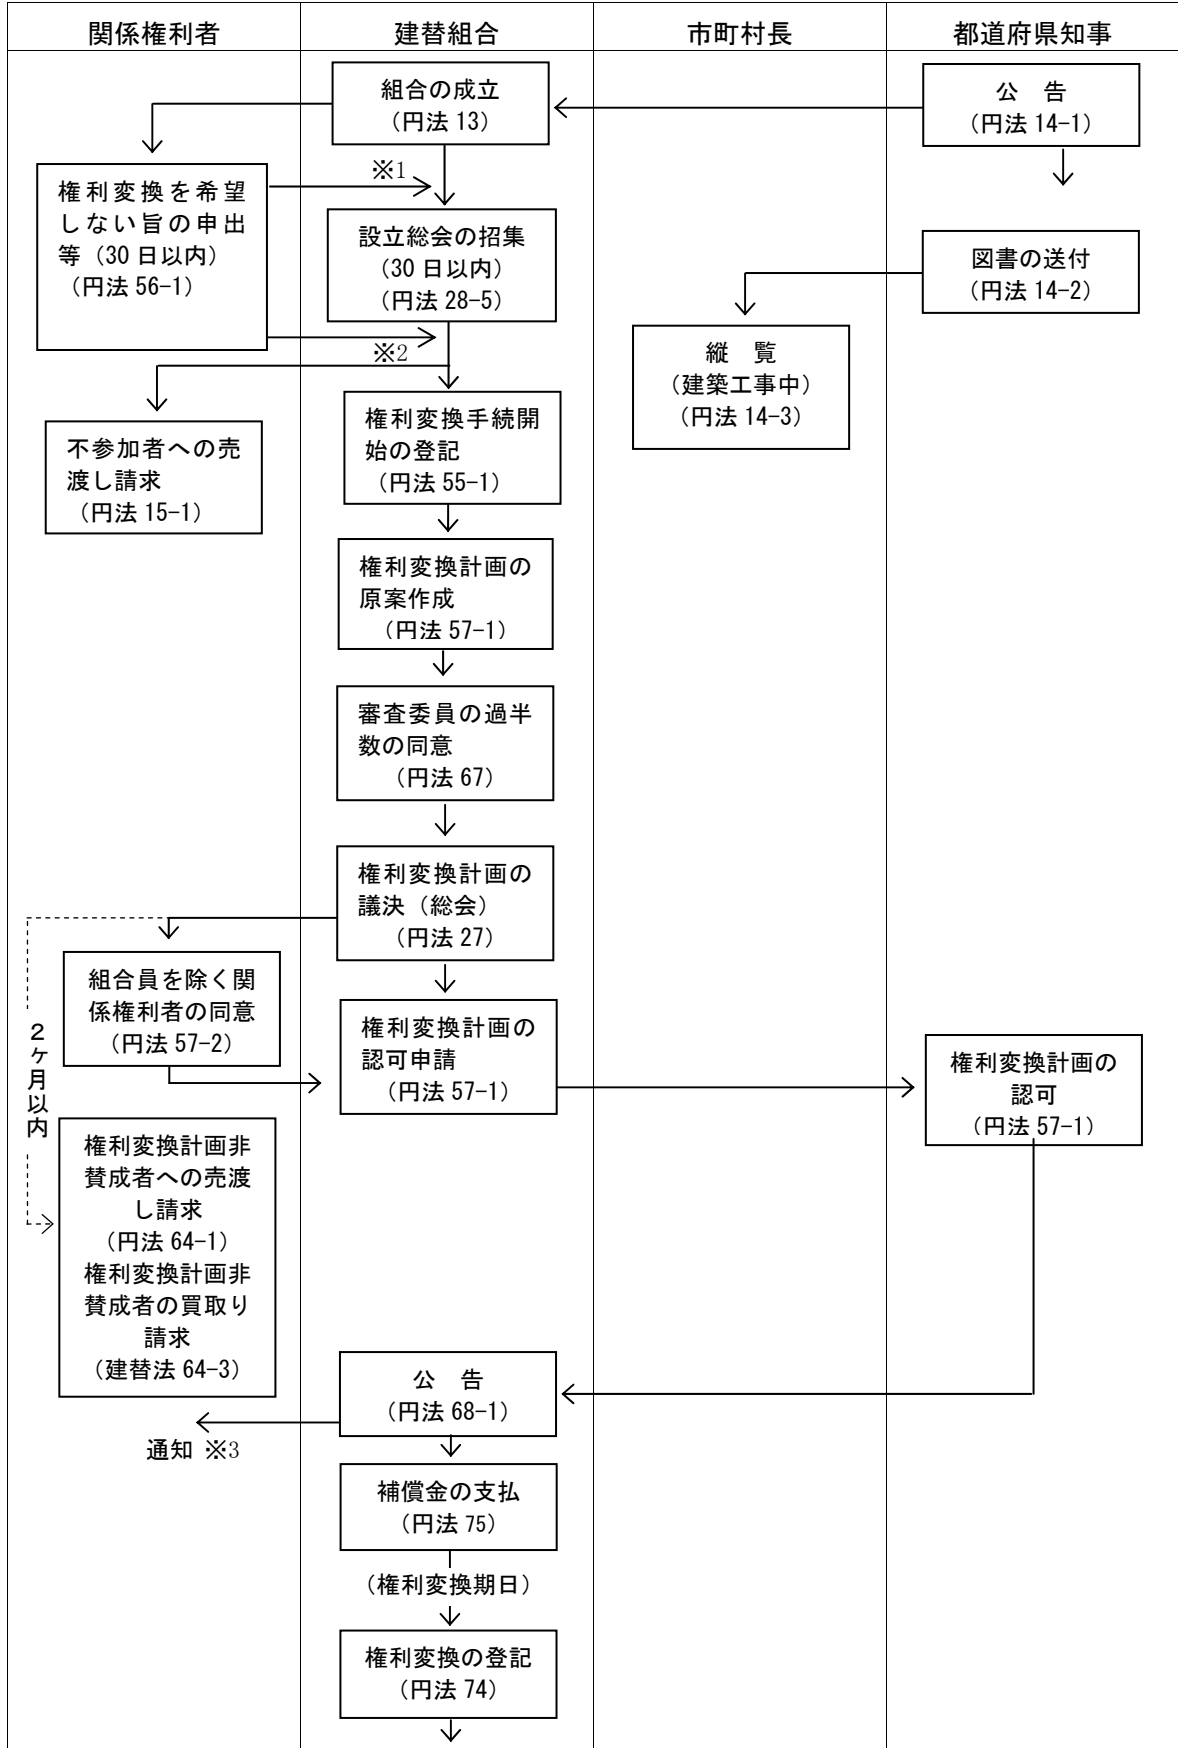 関係権利者
建替組合
市町村長
都道府県知事
組合の成立
（円法 13）
公　告
（円法 14−1）
※1
権利変換を希望
しない旨の申出
等（30 日以内）
（円法 56−1）
設立総会の招集
（30 日以内）
（円法 28−5）
図書の送付
（円法 14−2）
※2
縦　覧
（建築工事中）
（円法 14−3）
不参加者への売
渡し請求
（円法 15−1）
権利変換手続開
始の登記
（円法 55−1）
権利変換計画の
原案作成
（円法 57−1）
審査委員の過半
数の同意
（円法 67）
権利変換計画の
議決（総会）
（円法 27）
組合員を除く関
係権利者の同意
（円法 57−2）
２ヶ月以内
権利変換計画の
認可申請
（円法 57−1）
権利変換計画の
認可
（円法 57−1）
権利変換計画非
賛成者への売渡
し請求
（円法 64−1）
権利変換計画非
賛成者の買取り
請求
（建替法 64−3）
公　告
（円法 68−1）
通知 ※3
補償金の支払
（円法 75）
（権利変換期日）
権利変換の登記
（円法 74）